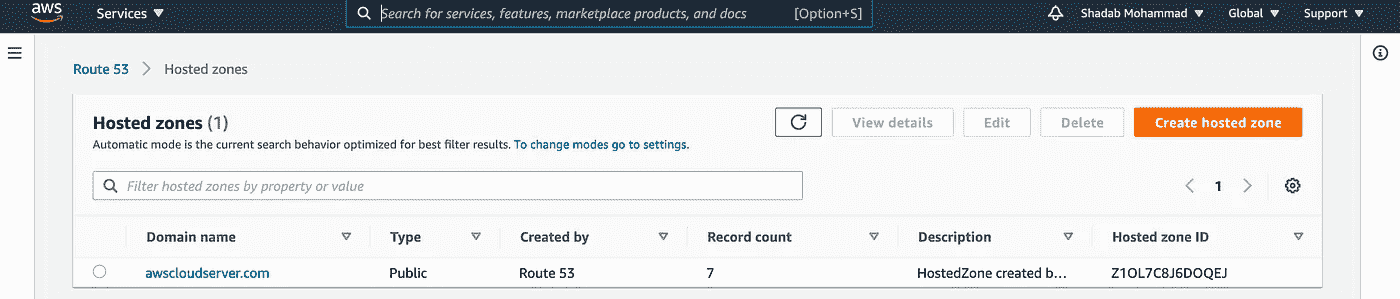 aws Services Search for services, features, marketplace products, and docs [Option+S] Shadab Mohammad Global Support
Route 53 > Hosted zones
Hosted zones (1) View details Edit Delete Create hosted zone
Automatic mode is the current search behavior optimized for best filter results. To change modes go to settings.
Filter hosted zones by property or value 1
Domain name Type Created by Record count Description Hosted zone ID
awscloudserver.com Public Route 53 7 HostedZone created b... Z1OL7C8J6DOQEJ